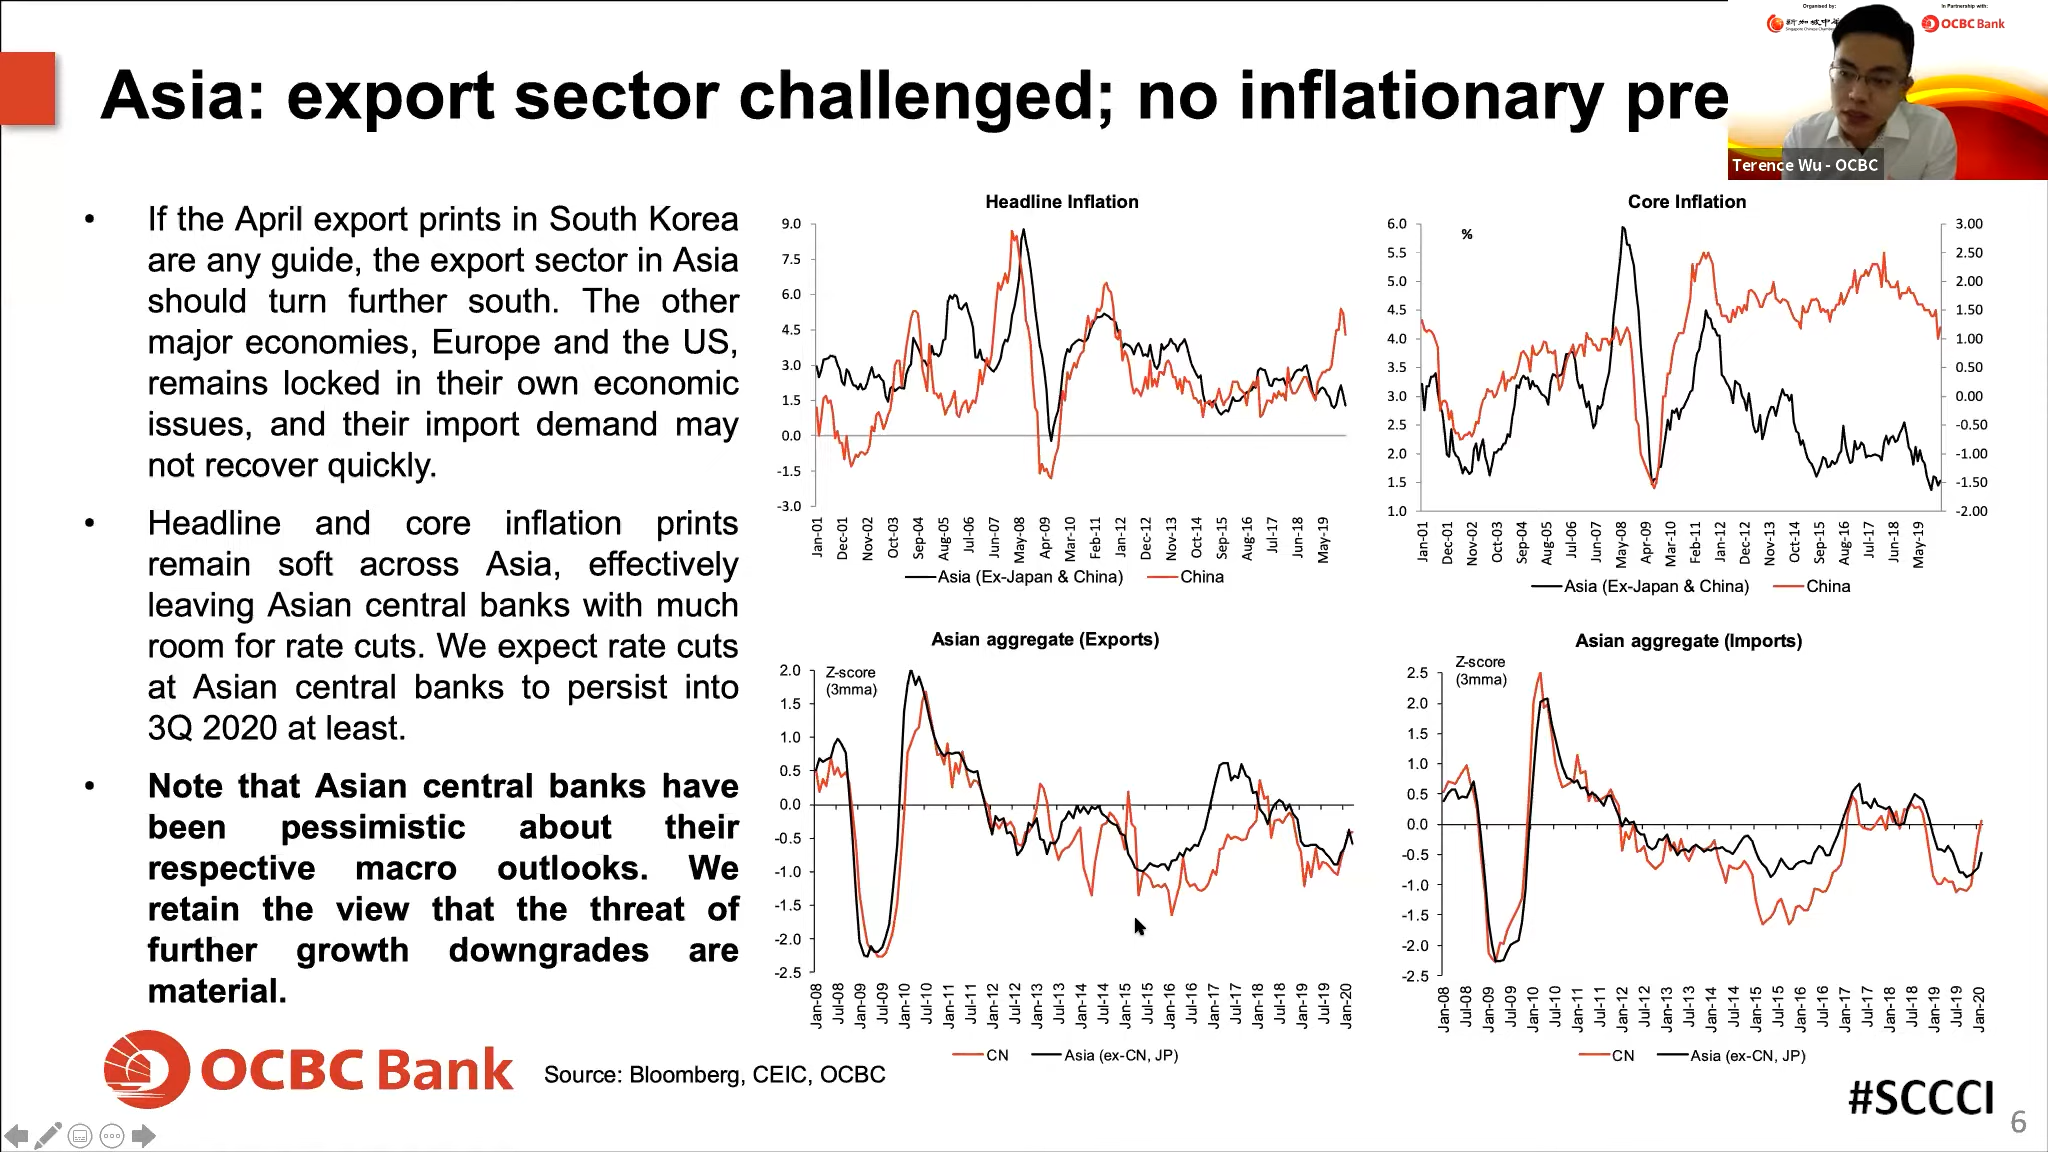 Organised by:
In Partnership with:
新加坡中华
OCBC Bank
Singapore Chinese Chamber
Asia: export sector challenged; no inflationary pre
Terence Wu - OCBC
• If the April export prints in South Korea
are any guide, the export sector in Asia
should turn further south. The other
major economies, Europe and the US,
remains locked in their own economic
issues, and their import demand may
not recover quickly.
• Headline and core inflation prints
remain soft across Asia, effectively
leaving Asian central banks with much
room for rate cuts. We expect rate cuts
at Asian central banks to persist into
3Q 2020 at least.
• Note that Asian central banks have
been pessimistic about their
respective macro outlooks. We
retain the view that the threat of
further growth downgrades are
material.
Headline Inflation
9.0
7.5
6.0
4.5
3.0
1.5
0.0
-1.5
-3.0
Jan-01 Dec-01 Nov-02 Oct-03 Sep-04 Aug-05 Jul-06 Jun-07 May-08 Apr-09 Mar-10 Feb-11 Jan-12 Dec-12 Nov-13 Oct-14 Sep-15 Aug-16 Jul-17 Jun-18 May-19
Asia (Ex-Japan & China) China
Core Inflation
%
6.0
5.5
5.0
4.5
4.0
3.5
3.0
2.5
2.0
1.5
1.0
3.00
2.50
2.00
1.50
1.00
0.50
0.00
-0.50
-1.00
-1.50
-2.00
Jan-01 Dec-01 Nov-02 Oct-03 Sep-04 Aug-05 Jul-06 Jun-07 May-08 Apr-09 Mar-10 Feb-11 Jan-12 Dec-12 Nov-13 Oct-14 Sep-15 Aug-16 Jul-17 Jun-18 May-19
Asia (Ex-Japan & China) China
Asian aggregate (Exports)
Z-score
(3mma)
2.0
1.5
1.0
0.5
0.0
-0.5
-1.0
-1.5
-2.0
-2.5
Jan-08 Jul-08 Jan-09 Jul-09 Jan-10 Jul-10 Jan-11 Jul-11 Jan-12 Jul-12 Jan-13 Jul-13 Jan-14 Jul-14 Jan-15 Jul-15 Jan-16 Jul-16 Jan-17 Jul-17 Jan-18 Jul-18 Jan-19 Jul-19 Jan-20
CN Asia (ex-CN, JP)
Asian aggregate (Imports)
Z-score
(3mma)
2.5
2.0
1.5
1.0
0.5
0.0
-0.5
-1.0
-1.5
-2.0
-2.5
Jan-08 Jul-08 Jan-09 Jul-09 Jan-10 Jul-10 Jan-11 Jul-11 Jan-12 Jul-12 Jan-13 Jul-13 Jan-14 Jul-14 Jan-15 Jul-15 Jan-16 Jul-16 Jan-17 Jul-17 Jan-18 Jul-18 Jan-19 Jul-19 Jan-20
CN Asia (ex-CN, JP)
OCBC Bank
Source: Bloomberg, CEIC, OCBC
#SCCCI
6